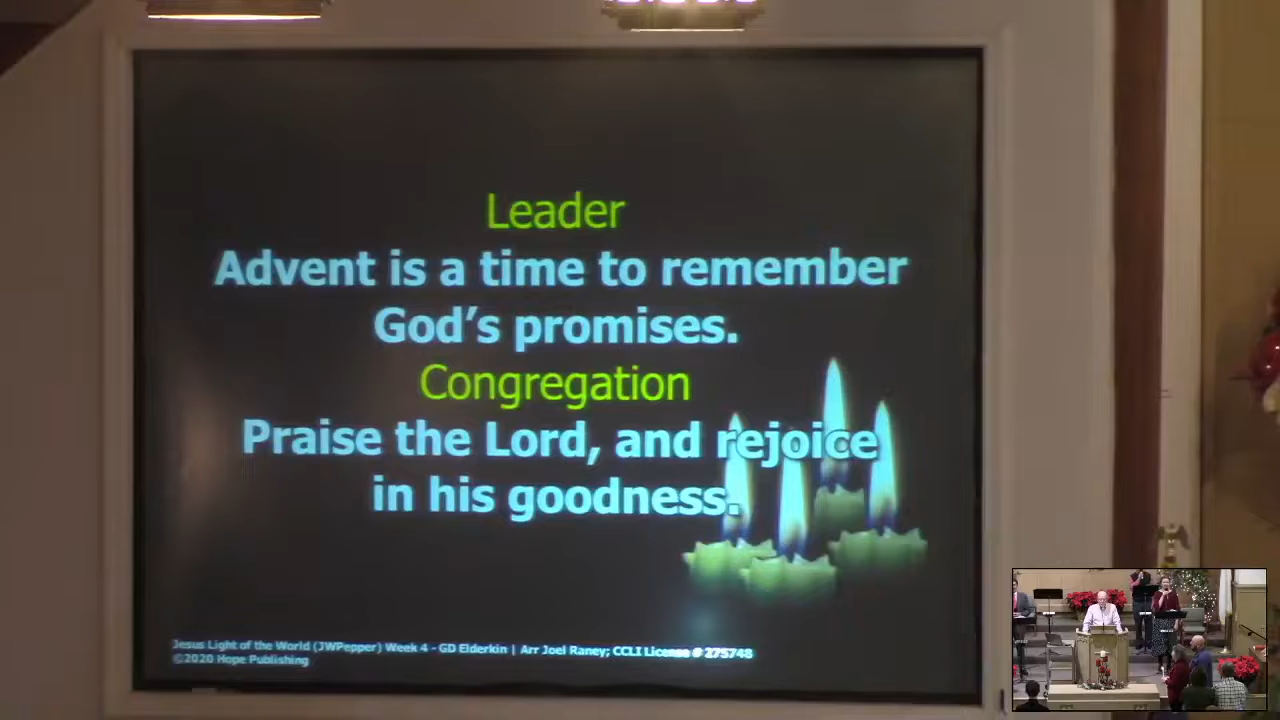 Leader
Advent is a time to remember
God's promises.
Congregation
Praise the Lord, and rejoice
in his goodness.
Jesus Light of the World (JWPepper) Week 4 - GD Elderkin | Arr Joel Raney; CCLI License # 275748
©2020 Hope Publishing